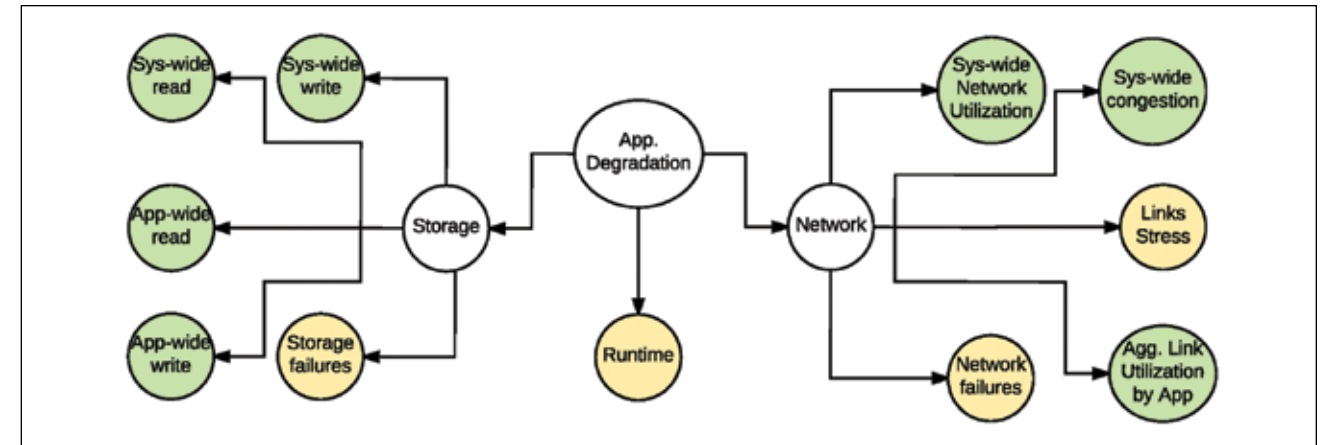 Sys-wide
read
Sys-wide
write
App.
Degradation
Sys-wide
Network
Utilization
Sys-wide
congestion
App-wide
read
Storage
Network
Links
Stress
App-wide
write
Storage
failures
Runtime
Network
failures
Agg. Link
Utilization
by App